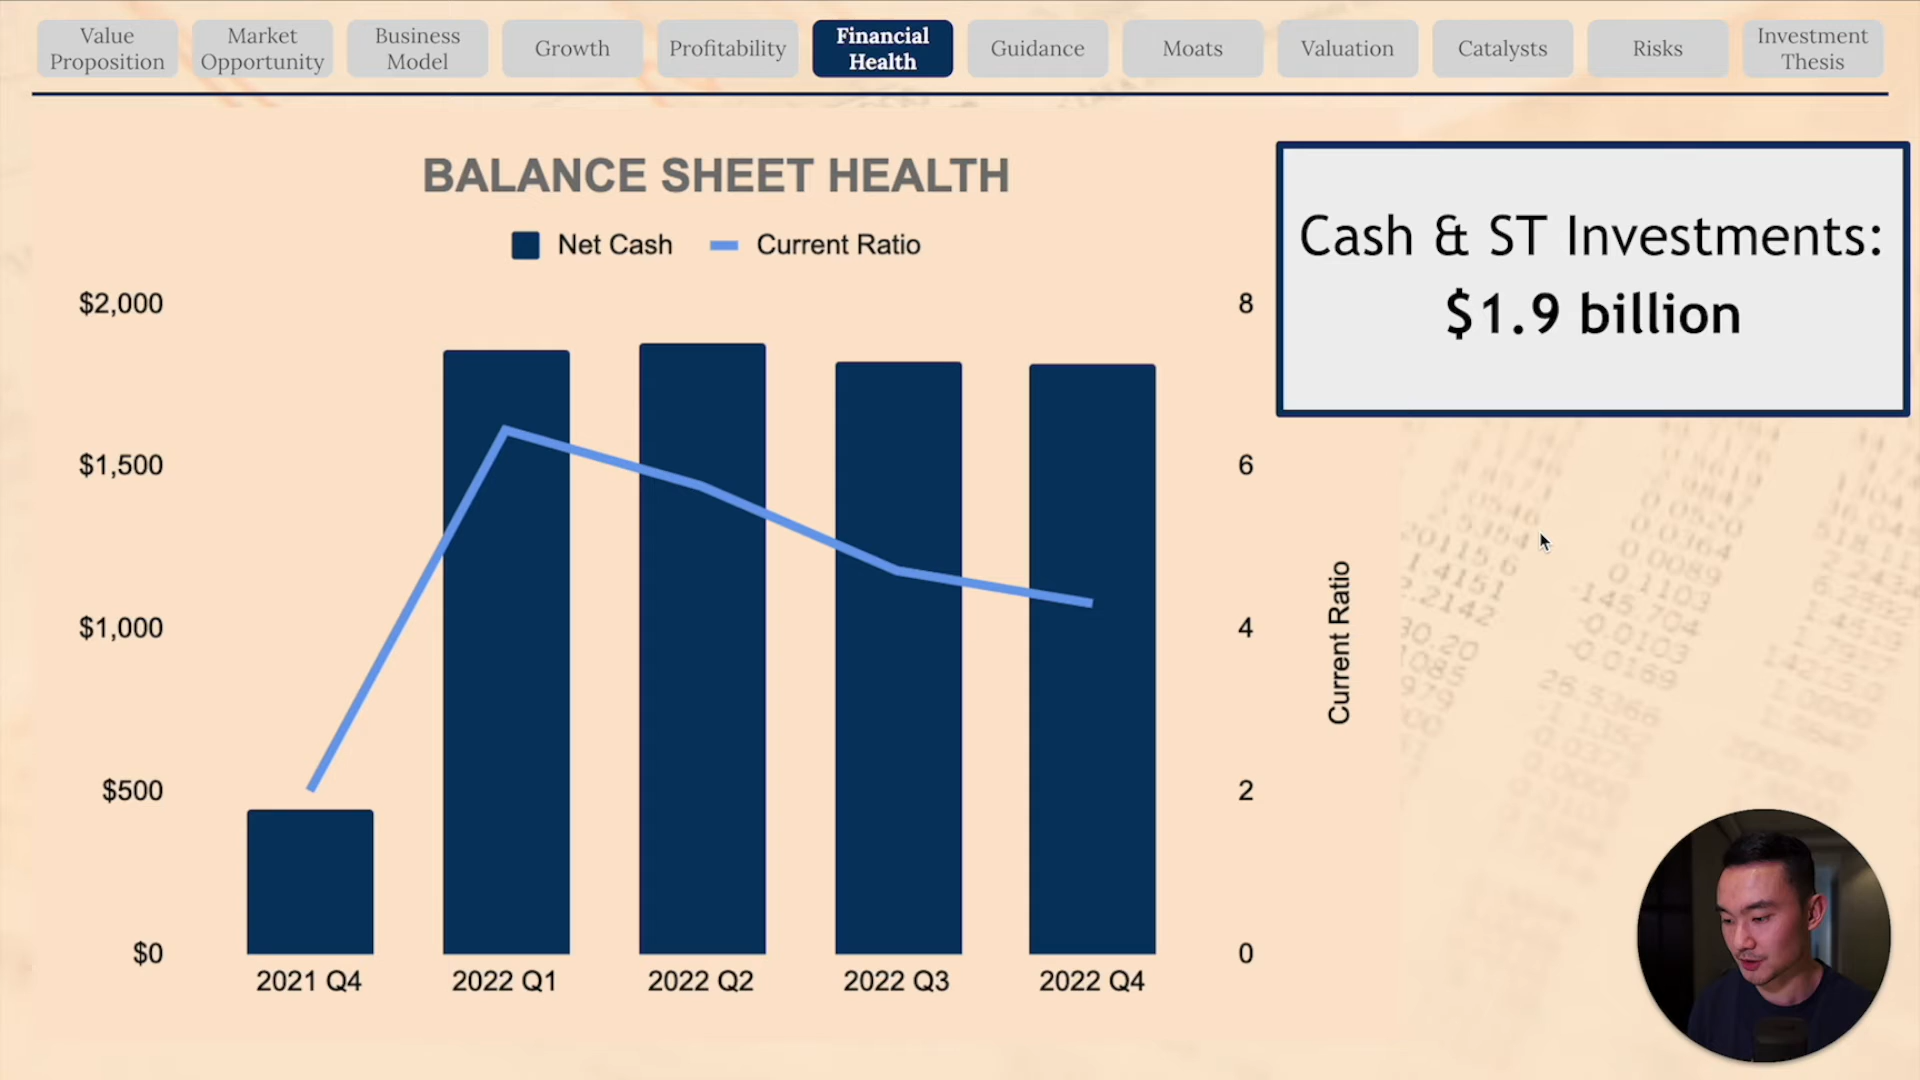 Value Proposition
Market Opportunity
Business Model
Growth
Profitability
Financial Health
Guidance
Moats
Valuation
Catalysts
Risks
Investment Thesis
BALANCE SHEET HEALTH
Net Cash
Current Ratio
Cash & ST Investments:
$1.9 billion
$2,000
$1,500
$1,000
$500
$0
8
6
4
2
0
Current Ratio
2021 Q4
2022 Q1
2022 Q2
2022 Q3
2022 Q4